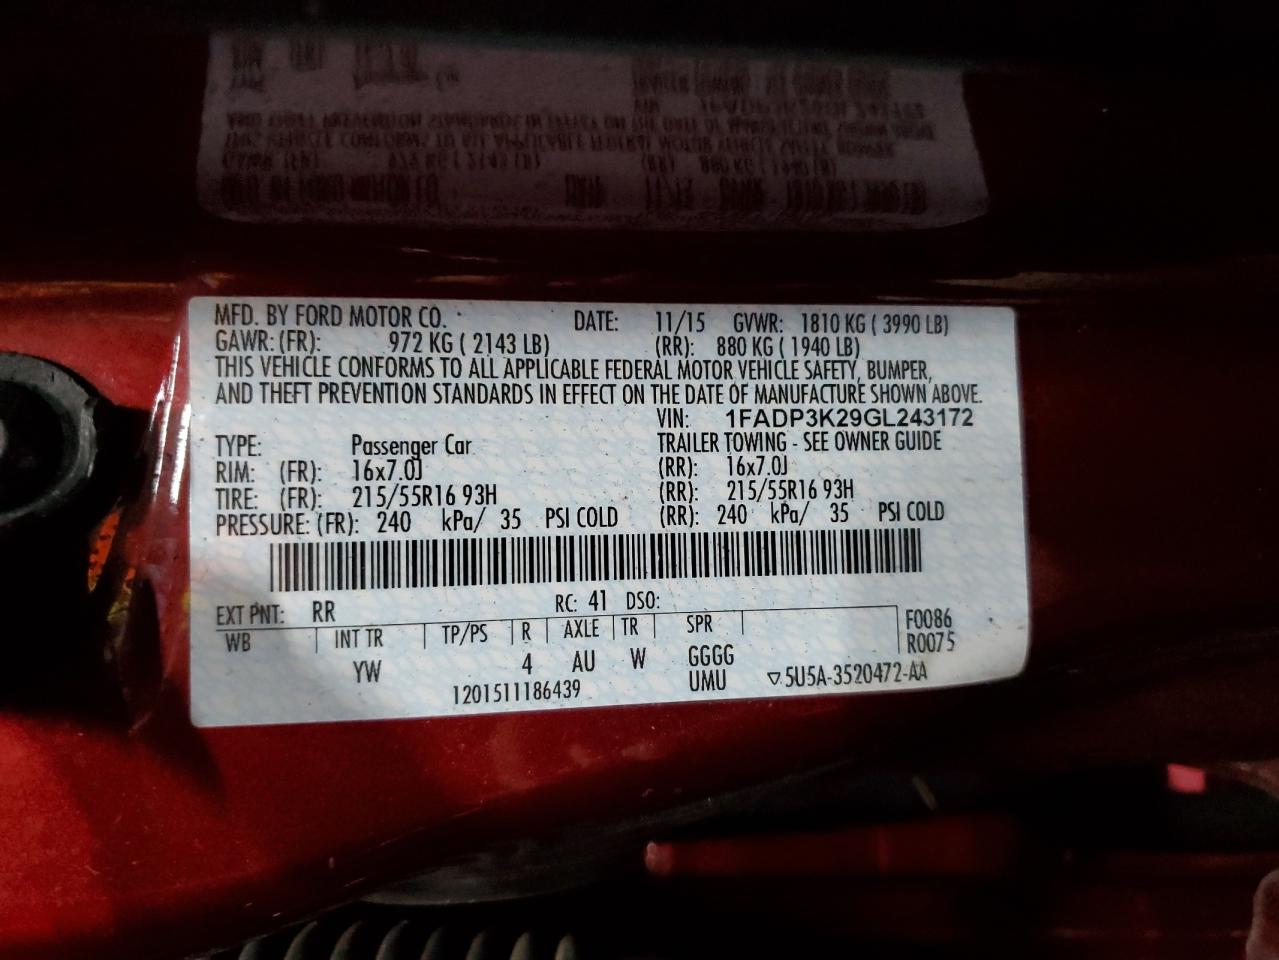 MFD. BY FORD MOTOR CO. DATE: 11/15 GVWR: 1810 KG ( 3990 LB)
GAWR: (FR): 972 KG ( 2143 LB) (RR): 880 KG ( 1940 LB)
THIS VEHICLE CONFORMS TO ALL APPLICABLE FEDERAL MOTOR VEHICLE SAFETY, BUMPER,
AND THEFT PREVENTION STANDARDS IN EFFECT ON THE DATE OF MANUFACTURE SHOWN ABOVE.
VIN: 1FADP3K29GL243172
TYPE: Passenger Car TRAILER TOWING - SEE OWNER GUIDE
RIM: (FR): 16x7.0J (RR): 16x7.0J
TIRE: (FR): 215/55R16 93H (RR): 215/55R16 93H
PRESSURE: (FR): 240 kPa/ 35 PSI COLD (RR): 240 kPa/ 35 PSI COLD
EXT PNT: RR RC: 41 DSO:
WB INT TR TP/PS R AXLE TR SPR F0086
R0075
YW 4 AU W GGGG
1201511186439 UMU ▽5U5A-3520472-AA